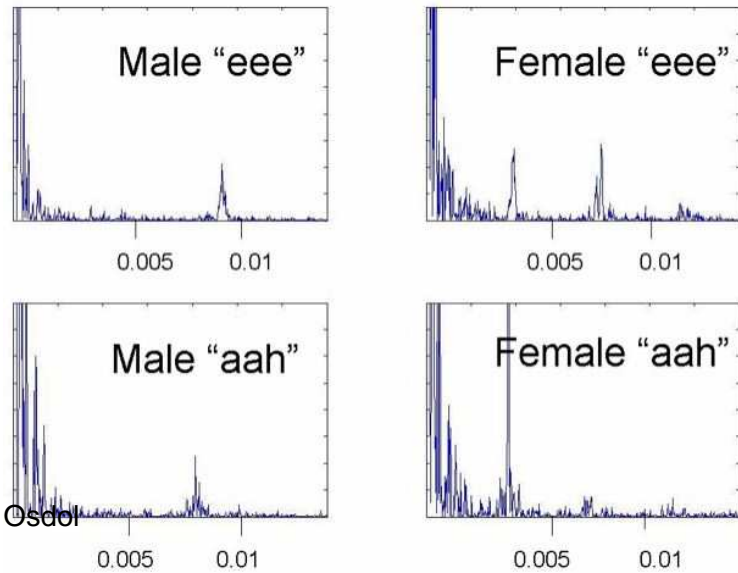 Male “eee”
0.005 0.01
Female “eee”
0.005 0.01
Male “aah”
0.005 0.01
Female “aah”
0.005 0.01
Osdol